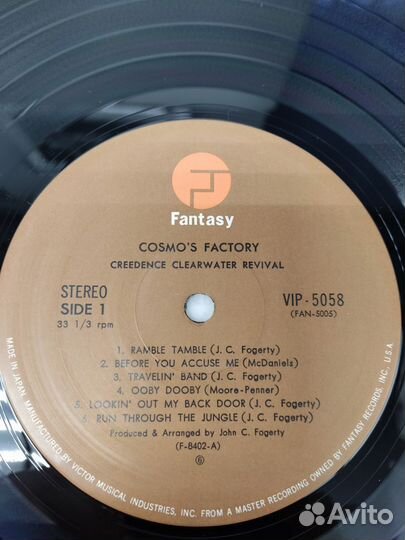 Fantasy
COSMO'S FACTORY
CREEDENCE CLEARWATER REVIVAL
STEREO
SIDE 1
33 1/3 rpm
VIP-5058
(FAN-5005)
1. RAMBLE TAMBLE (J. C. Fogerty)
2. BEFORE YOU ACCUSE ME (McDaniels)
3. TRAVELIN' BAND (J. C. Fogerty)
4. OOBY DOOBY (Moore-Penner)
5. LOOKIN' OUT MY BACK DOOR (J. C. Fogerty)
6. RUN THROUGH THE JUNGLE (J. C. Fogerty)
Produced & Arranged by John C. Fogerty
(F-8402-A)
6
MADE IN JAPAN, MANUFACTURED BY VICTOR MUSICAL INDUSTRIES, INC. FROM A MASTER RECORDING OWNED BY FANTASY RECORDS, INC., U.S.A.
Avito